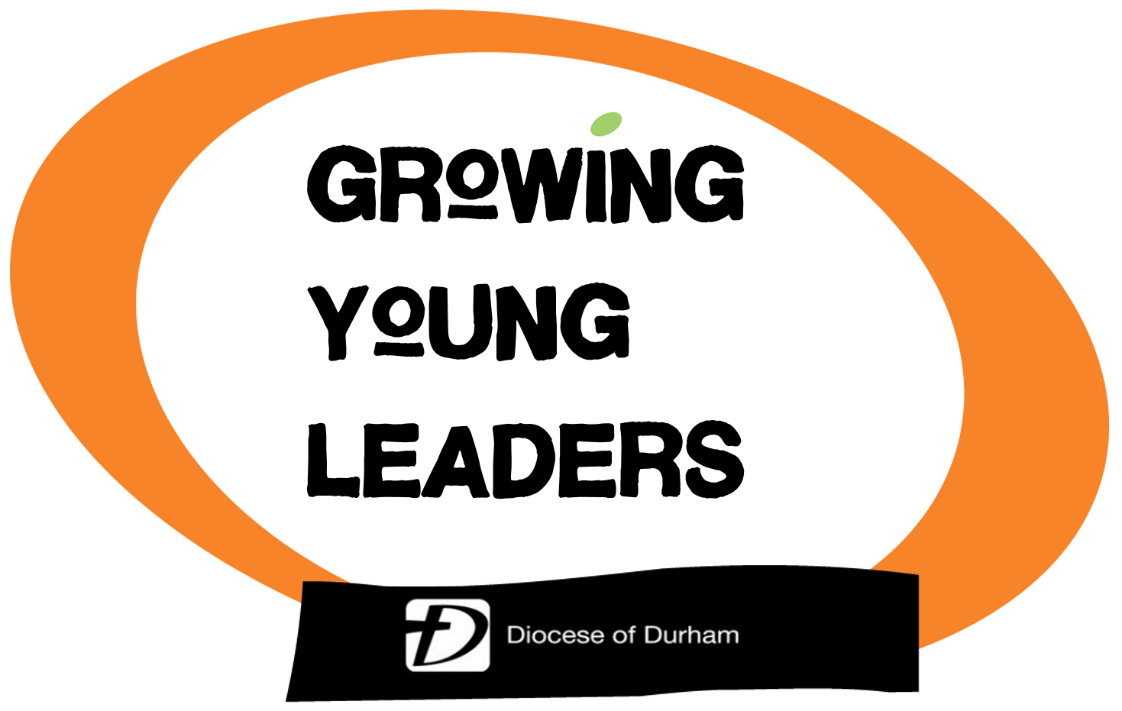 GROWING
YOUNG
LEADERS
Diocese of Durham